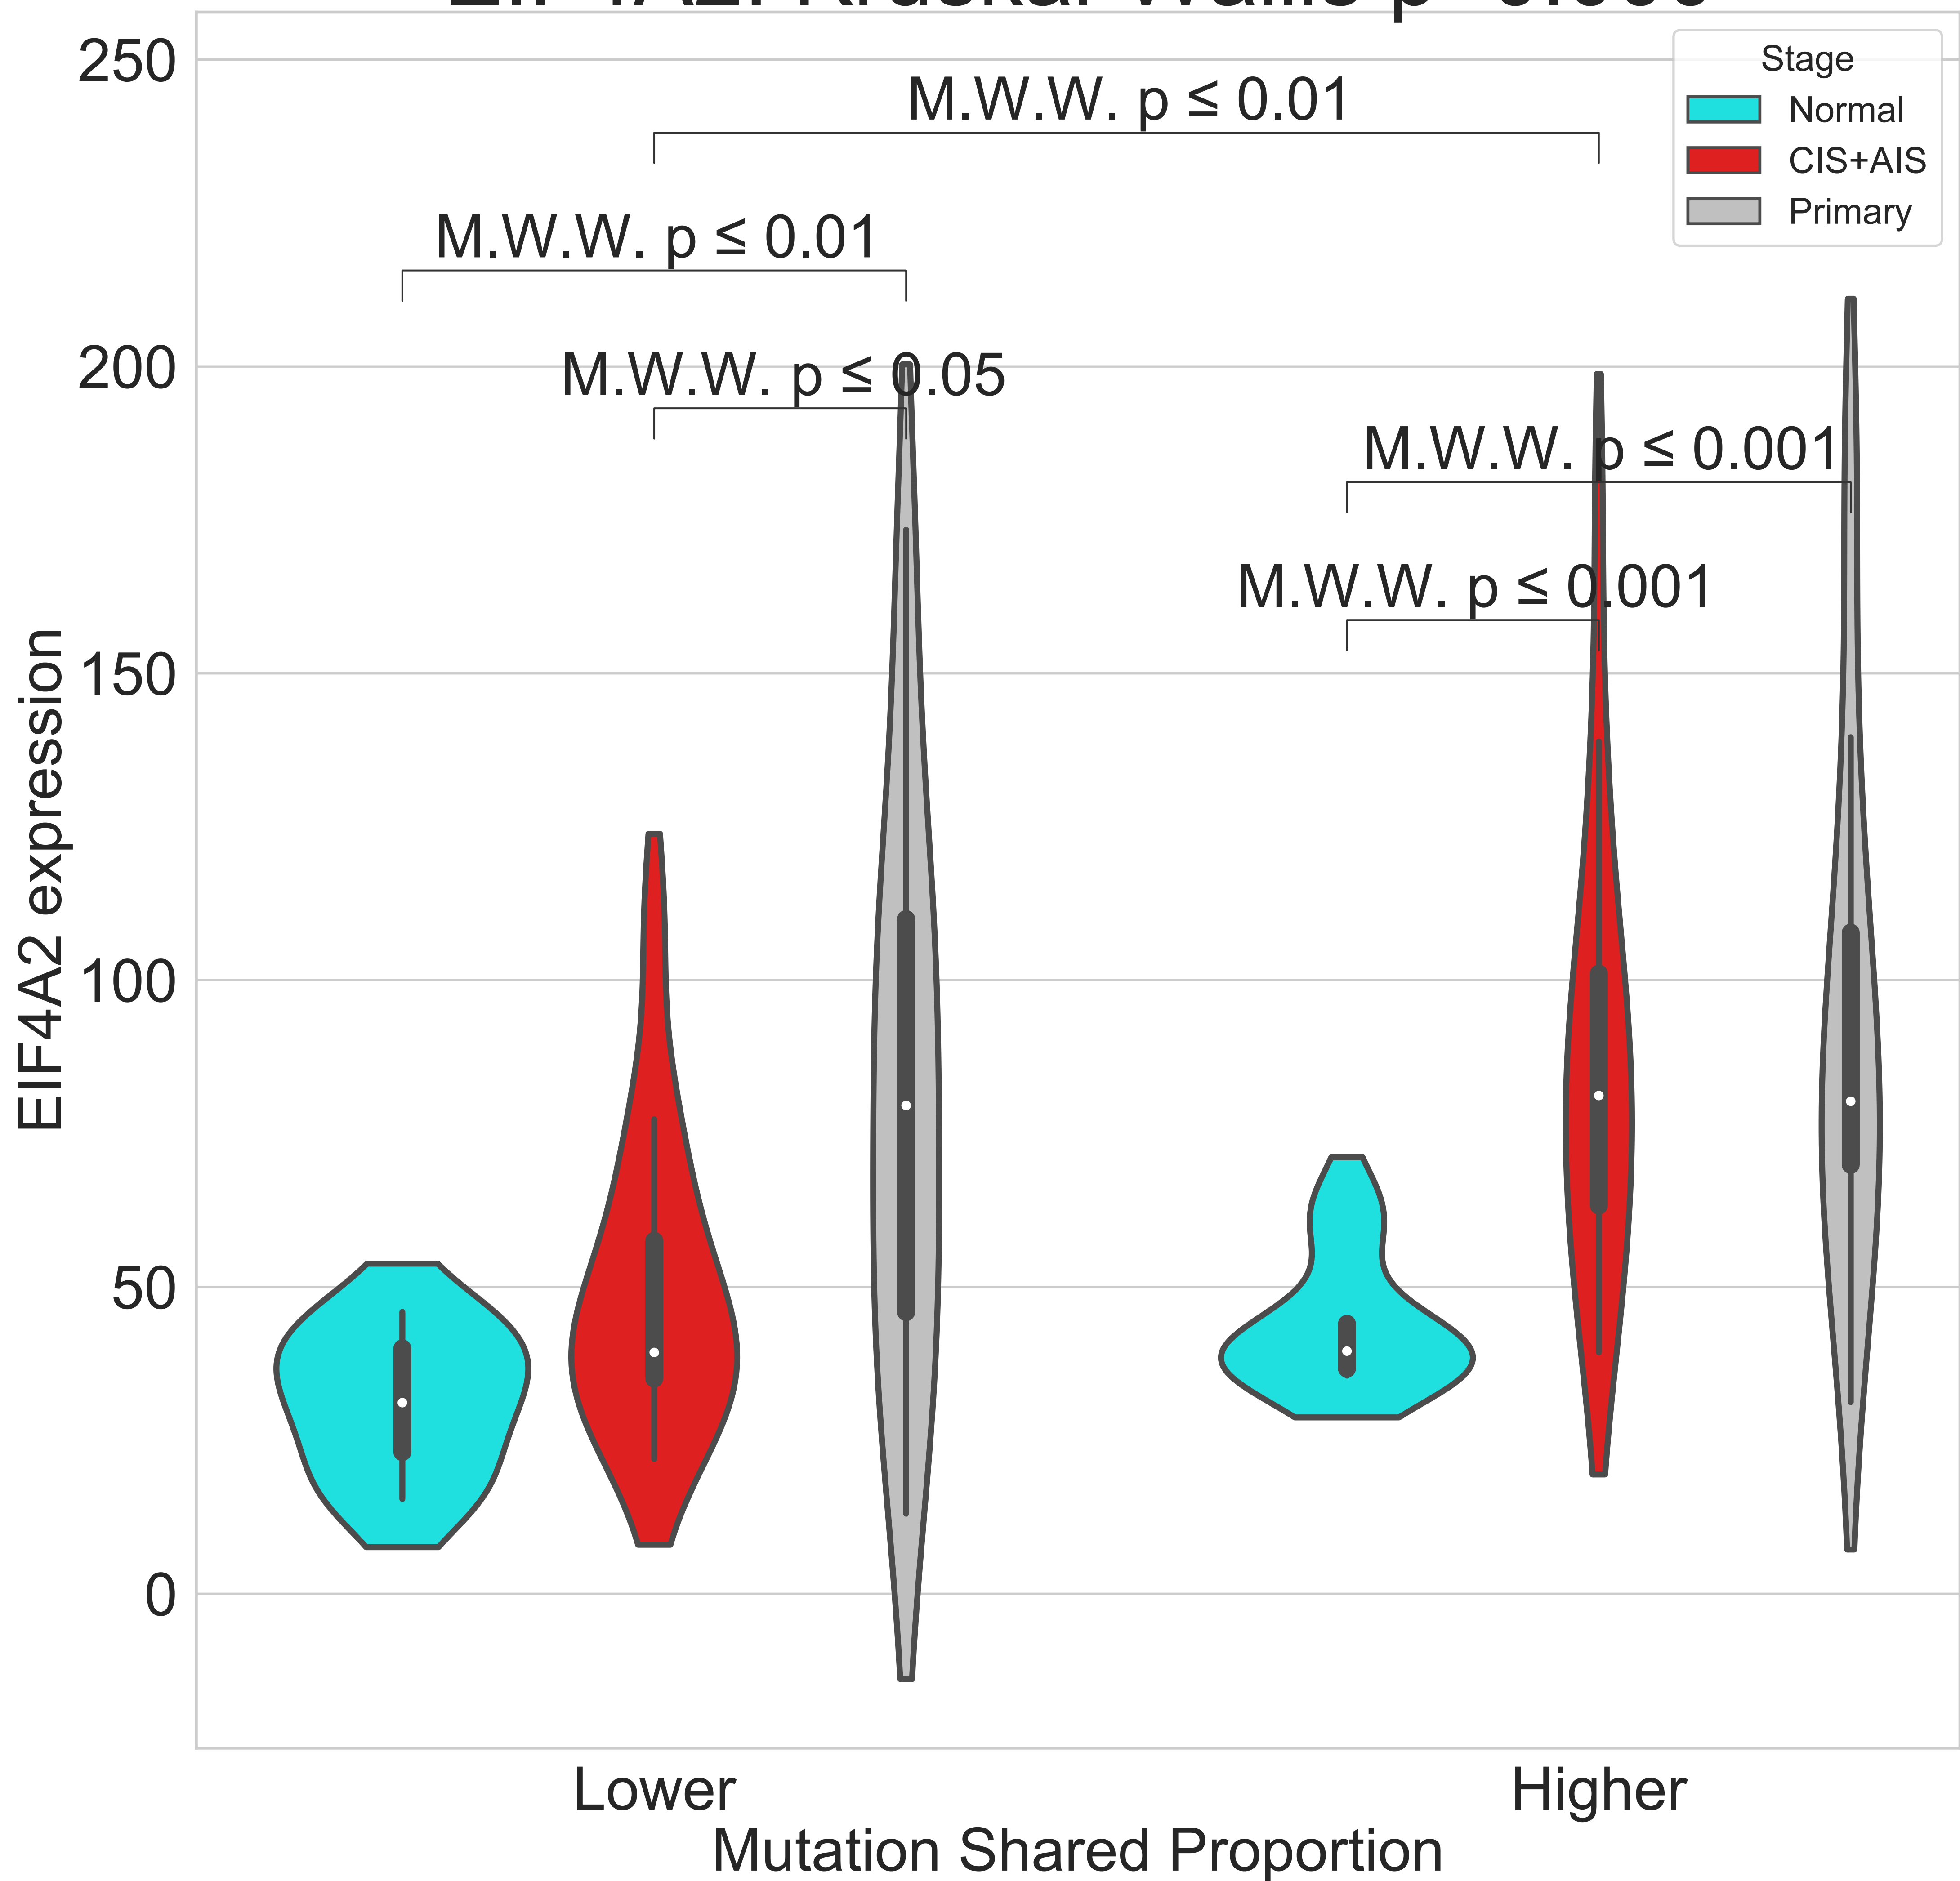 250
200
150
100
50
0
EIF4A2 expression
M.W.W. p ≤ 0.01
M.W.W. p ≤ 0.01
M.W.W. p ≤ 0.05
M.W.W. p ≤ 0.001
M.W.W. p ≤ 0.001
Stage
Normal
CIS+AIS
Primary
Lower
Higher
Mutation Shared Proportion